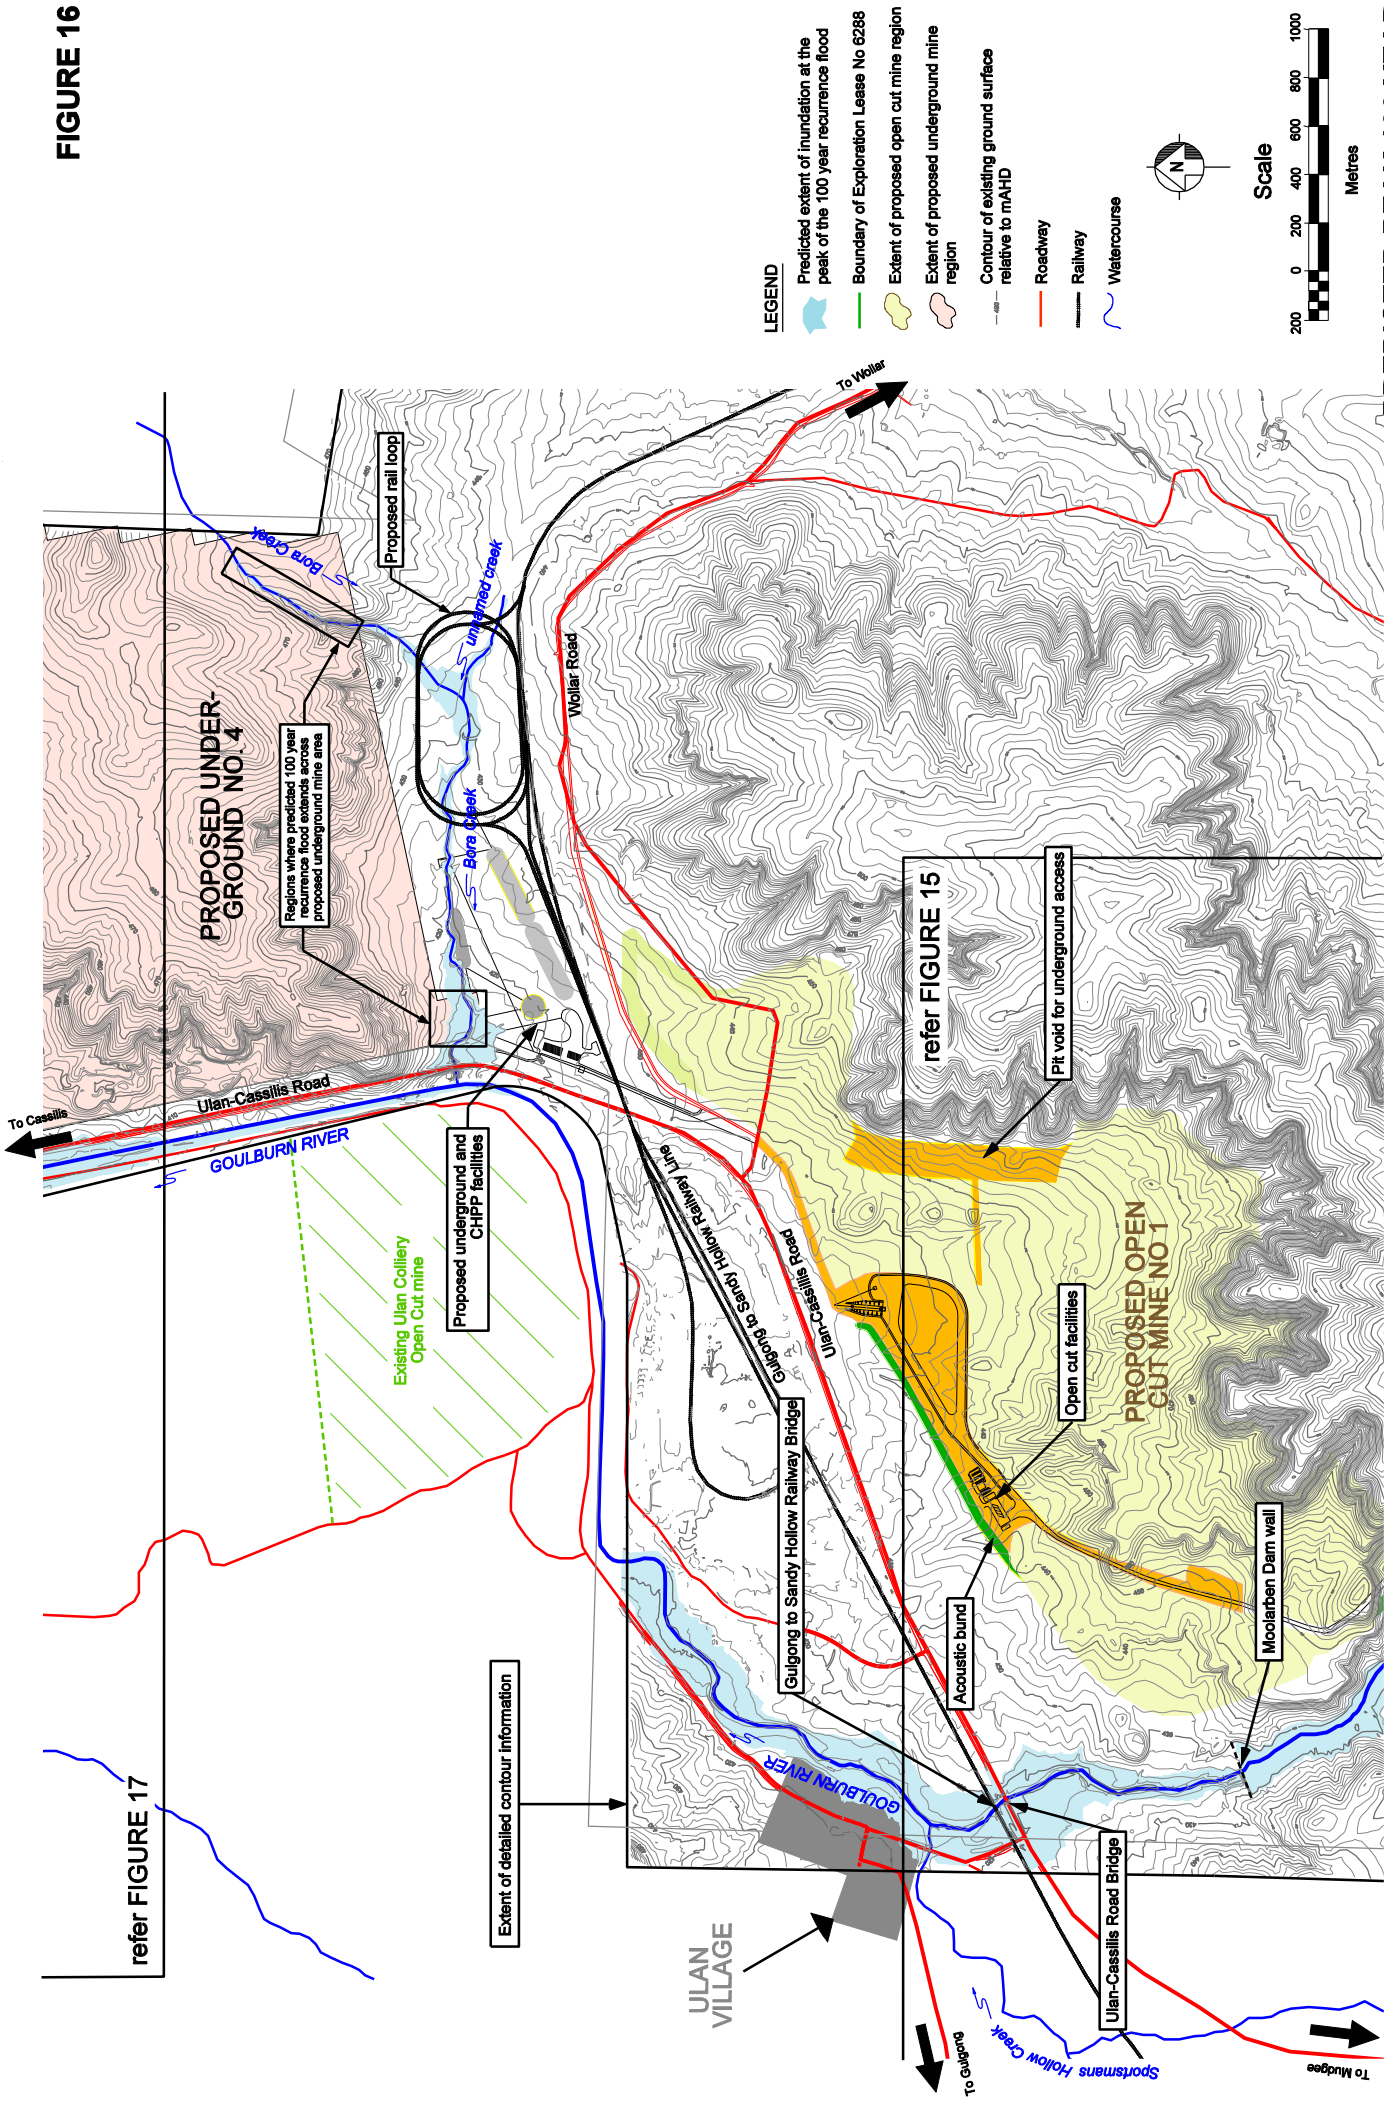 FIGURE 16
LEGEND
Predicted extent of inundation at the
peak of the 100 year recurrence flood
Boundary of Exploration Lease No 6288
Extent of proposed open cut mine region
Extent of proposed underground mine
region
Contour of existing ground surface
relative to mAHD
Roadway
Railway
Watercourse
N
Scale
200 0 200 400 600 800 1000
Metres
To Wollar
Proposed rail loop
Bora Creek
unnamed creek
Wollar Road
PROPOSED UNDER-
GROUND NO. 4
Regions where predicted 100 year
recurrence flood extends across
proposed underground mine area
Bora Creek
refer FIGURE 15
Pit void for underground access
To Cassilis
Ulan-Cassilis Road
GOULBURN RIVER
Proposed underground and
CHPP facilities
Existing Ulan Colliery
Open Cut mine
Gulgong to Sandy Hollow Railway Line
Ulan-Cassilis Road
PROPOSED OPEN
CUT MINE NO 1
Open cut facilities
Gulgong to Sandy Hollow Railway Bridge
Acoustic bund
Moolarben Dam wall
Extent of detailed contour information
GOULBURN RIVER
refer FIGURE 17
ULAN
VILLAGE
Ulan-Cassilis Road Bridge
To Gulgong
Sportsmans Hollow Creek
To Mudgee